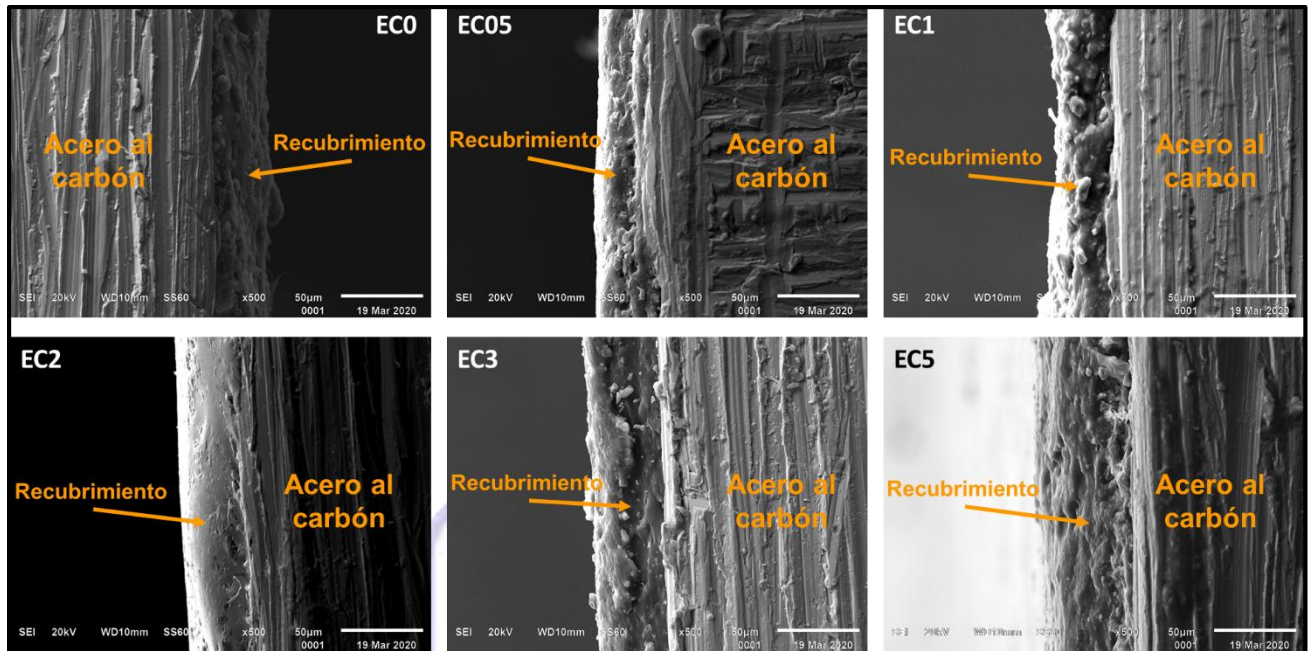 EC0
Acero al
carbón
Recubrimiento
SEI 20kV WD10mm SS60 x500 50µm
0001 19 Mar 2020
EC05
Recubrimiento
Acero al
carbón
SEI 20kV WD10mm SS60 x500 50µm
0001 19 Mar 2020
EC1
Recubrimiento
Acero al
carbón
SEI 20kV WD10mm 50µm
0001 19 Mar 2020
EC2
Recubrimiento
Acero al
carbón
SEI 20kV WD10mm SS60 x500 50µm
0001 19 Mar 2020
EC3
Recubrimiento
Acero al
carbón
SEI 20kV WD10mm SS60 x500 50µm
0001 19 Mar 2020
EC5
Recubrimiento
Acero al
carbón
SEI 20kV WD10mm x500 50µm
0001 19 Mar 2020